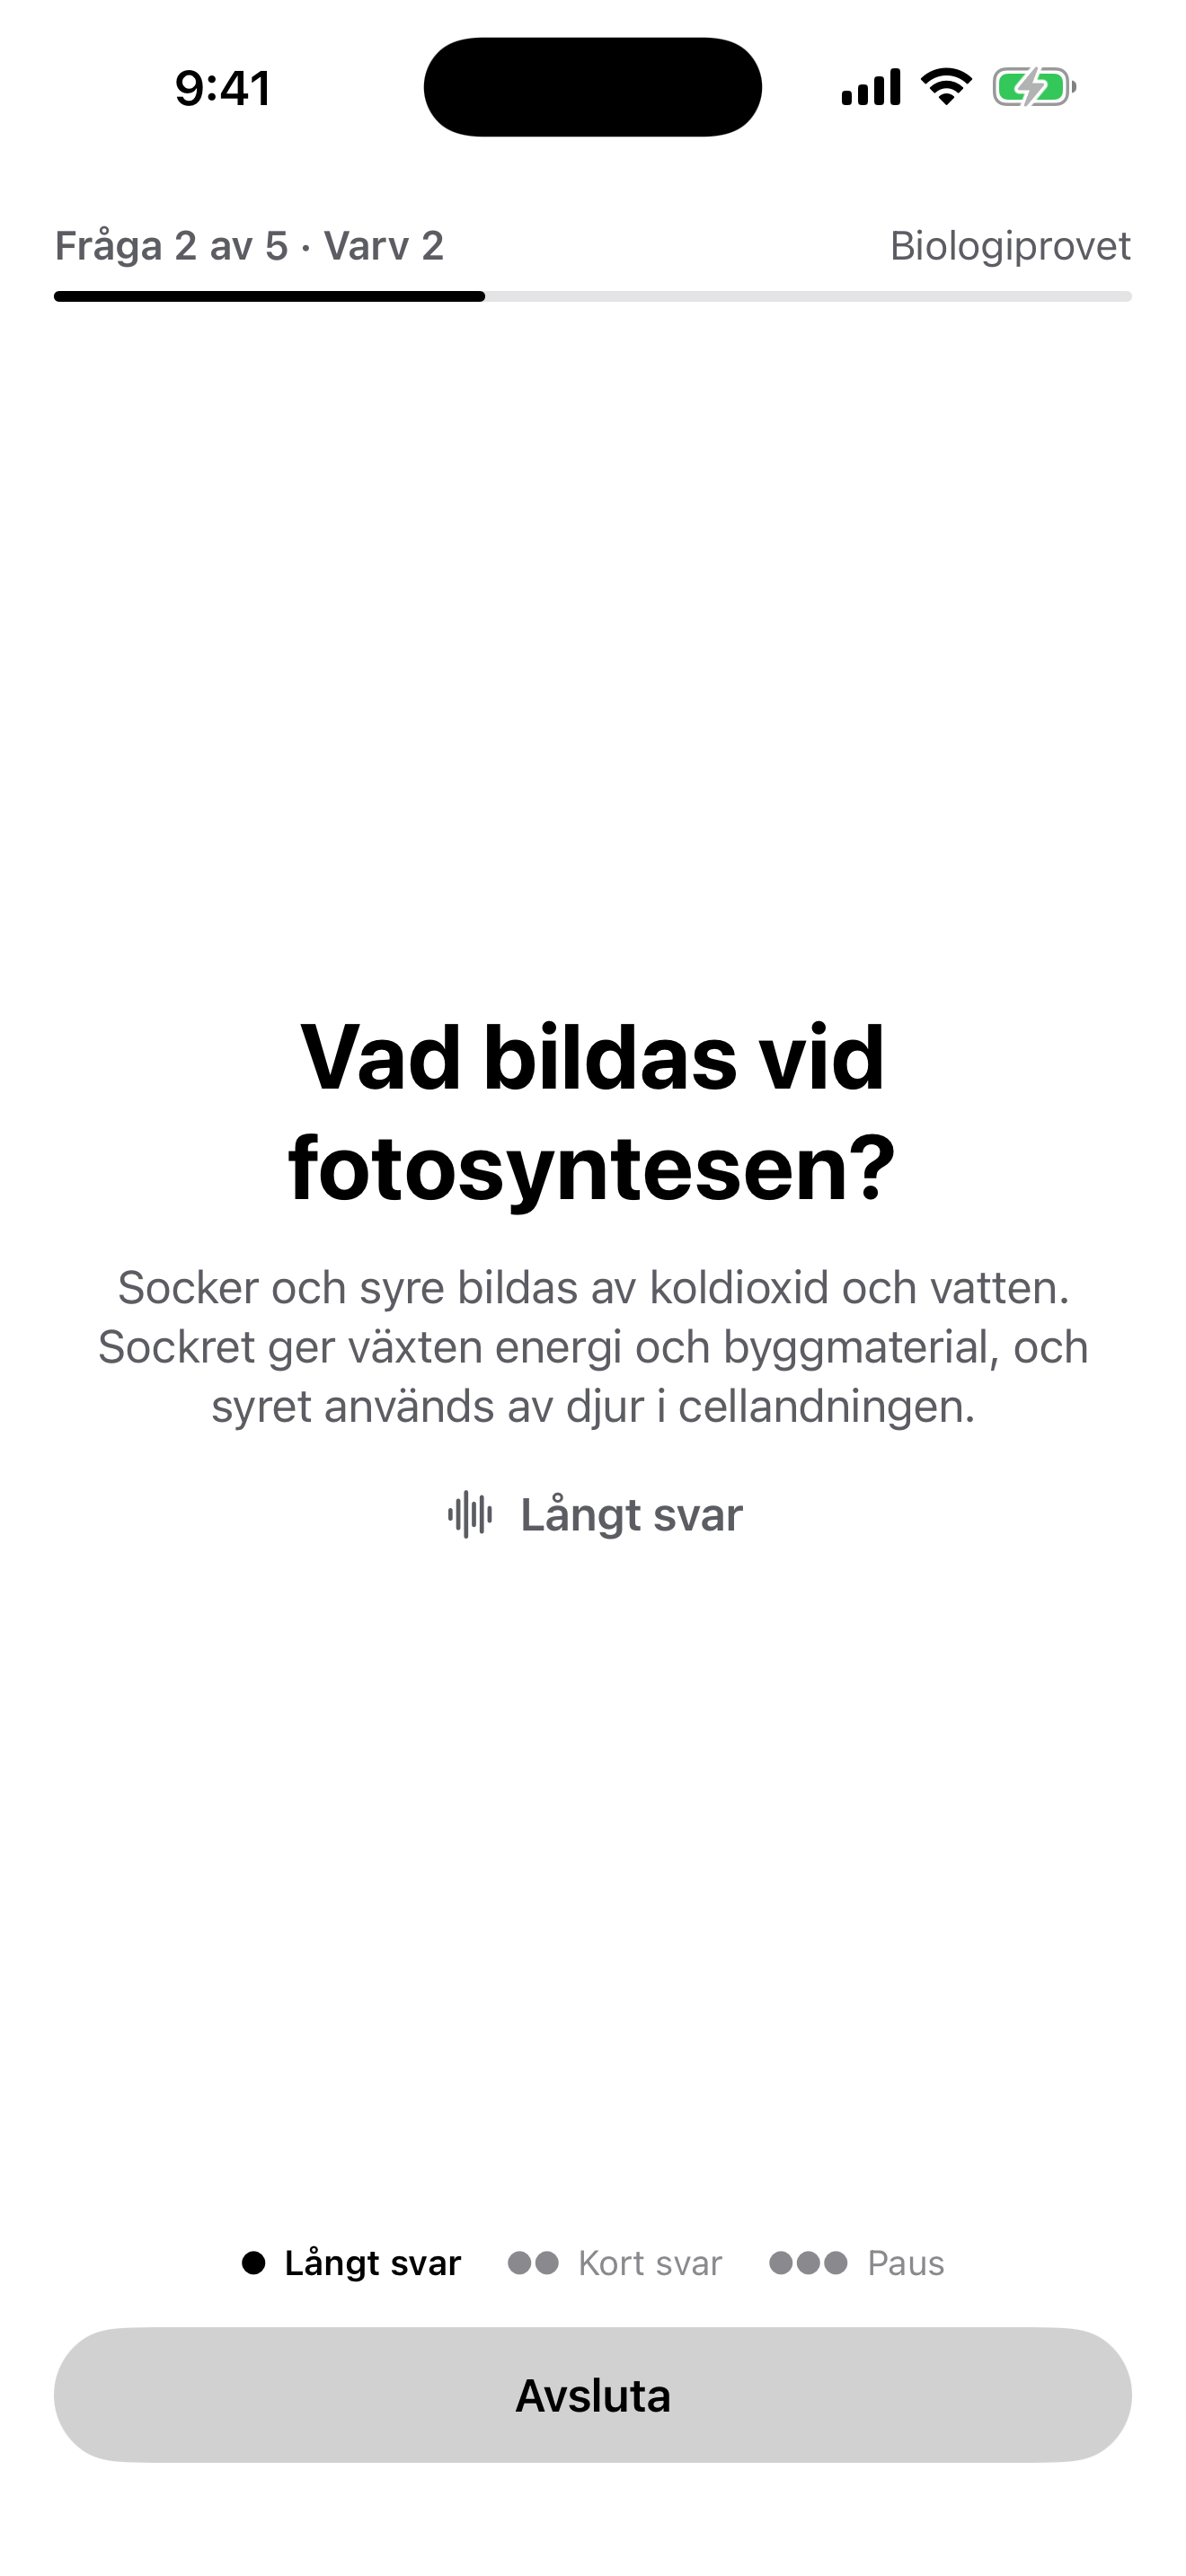 9:41
Fråga 2 av 5 · Varv 2
Biologiprovet
Vad bildas vid
fotosyntesen?
Socker och syre bildas av koldioxid och vatten.
Sockret ger växten energi och byggmaterial, och
syret används av djur i cellandningen.
Långt svar
Långt svar
Kort svar
Paus
Avsluta